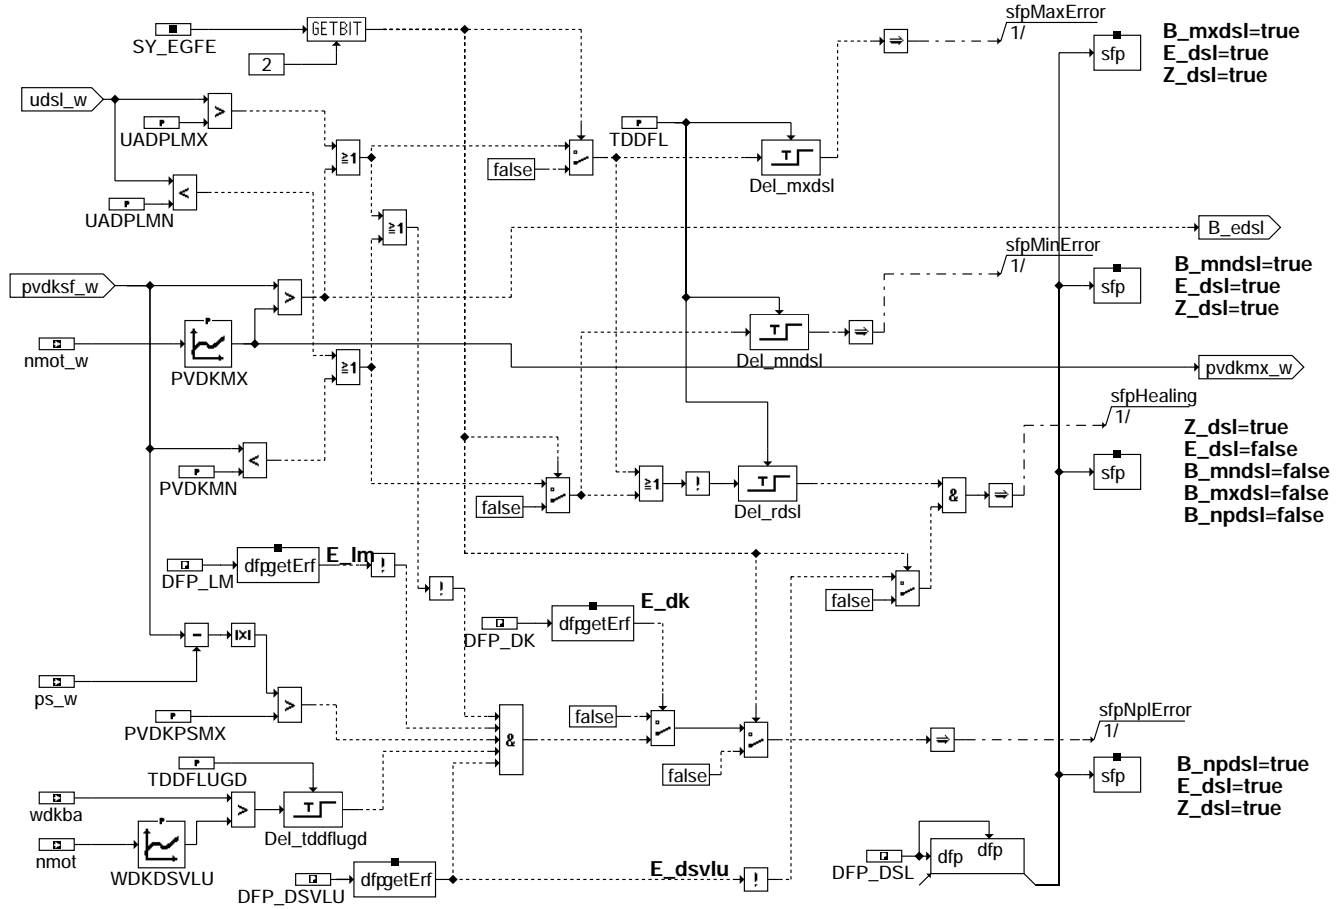 sfpMaxError
1/
B_mxdsl=true
E_dsl=true
Z_dsl=true
sfp
GETBIT
SY_EGFE
2
udsl_w
>
UADPLMX
TDDFL
P
≥1
false
T
Del_mxdsl
<
P
UADPLMN
≥1
B_edsl
sfpMinError
1/
B_mndsl=true
E_dsl=true
Z_dsl=true
sfp
pvdksf_w
>
P
nmot_w
PVDKMX
T
⇒
Del_mndsl
≥1
pvdkmx_w
sfpHealing
1/
Z_dsl=true
E_dsl=false
B_mndsl=false
B_mxdsl=false
B_npdsl=false
sfp
<
P
PVDKMN
false
≥1
!
T
Del_rdsl
&
⇒
E_lm
!
dfpgetErf
DFP_LM
!
E_dk
dfpgetErf
DFP_DK
false
−
|X|
ps_w
>
P
PVDKPSMX
false
&
⇒
sfpNplError
1/
false
B_npdsl=true
E_dsl=true
Z_dsl=true
sfp
P
TDDFLUGD
wdkba
>
T
Del_tddflugd
nmot
WDKDSVLU
dfpgetErf
DFP_DSVLU
E_dsvlu
!
DFP_DSL
dfp
dfp